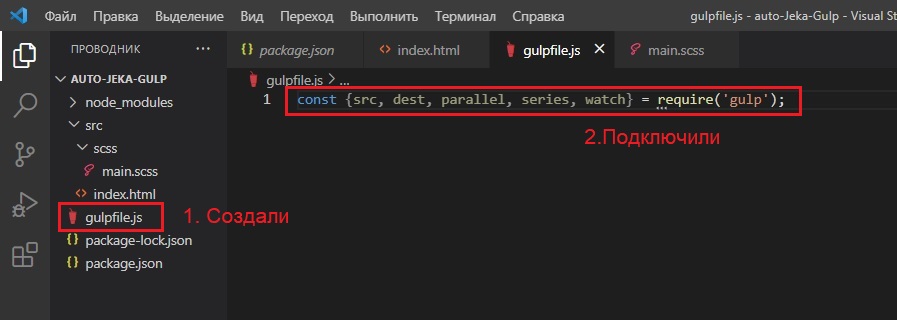 Файл Правка Выделение Вид Переход Выполнить Терминал Справка gulpfile.js - auto-Jeka-Gulp - Visual St
ПРОВОДНИК ...
AUTO-JEKA-GULP
node_modules
src
scss
main.scss
index.html
gulpfile.js
package-lock.json
package.json
1. Создали
package.json index.html gulpfile.js main.scss
gulpfile.js > ...
1 const {src, dest, parallel, series, watch} = require('gulp');
2.Подключили